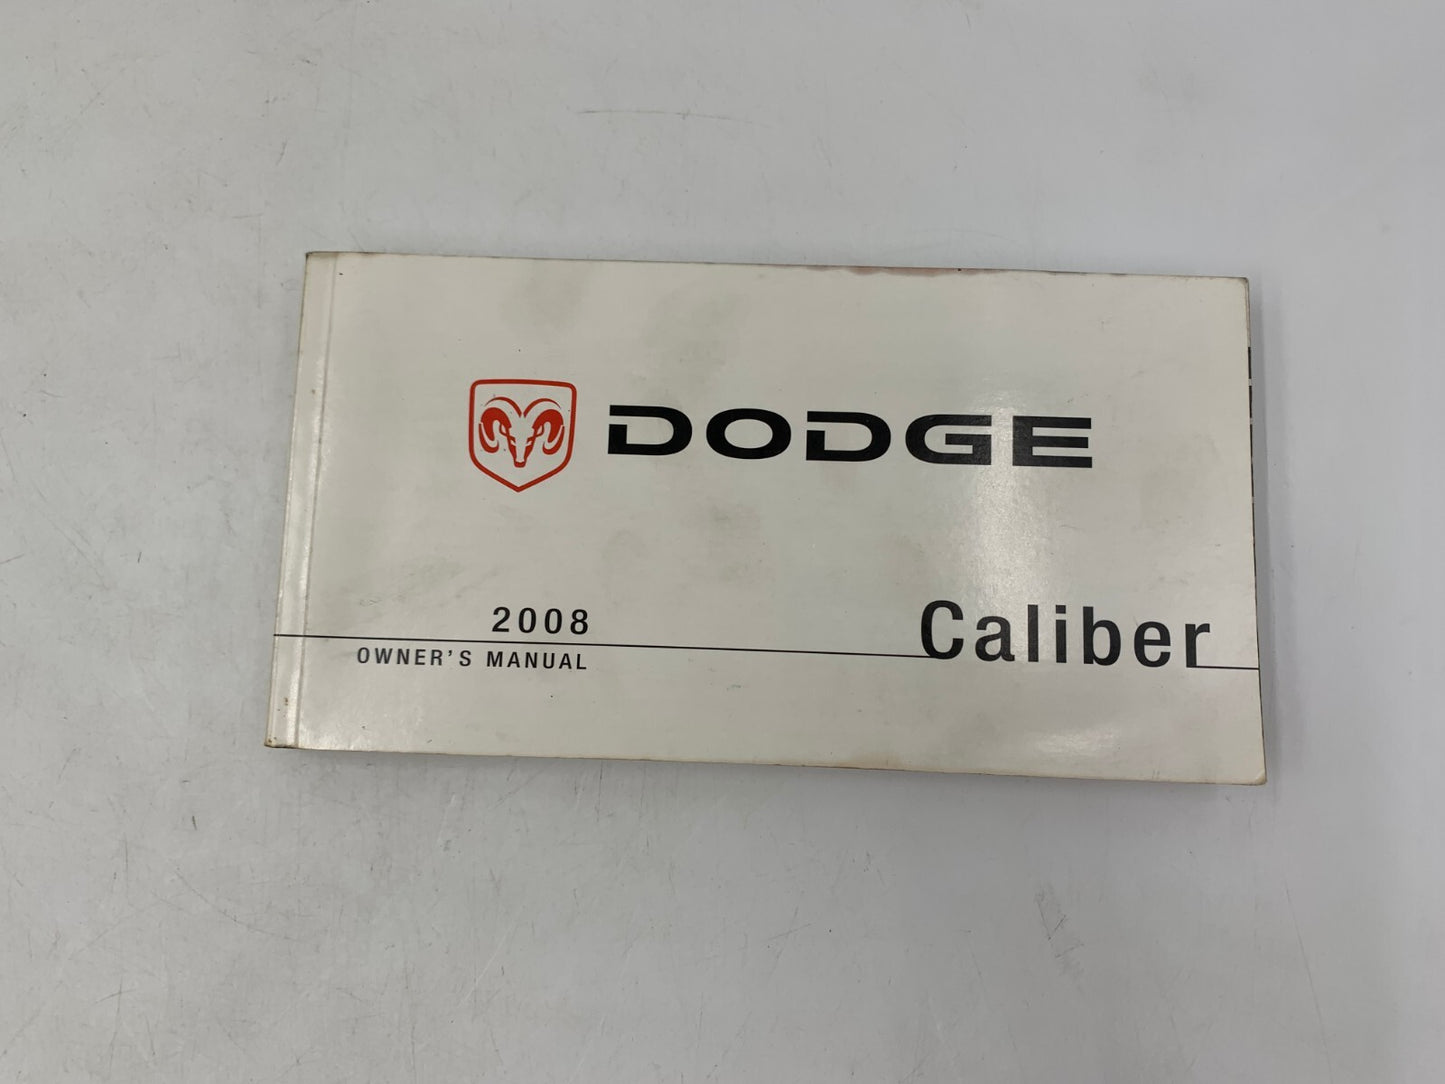 DODGE
2008
OWNER'S MANUAL
Caliber